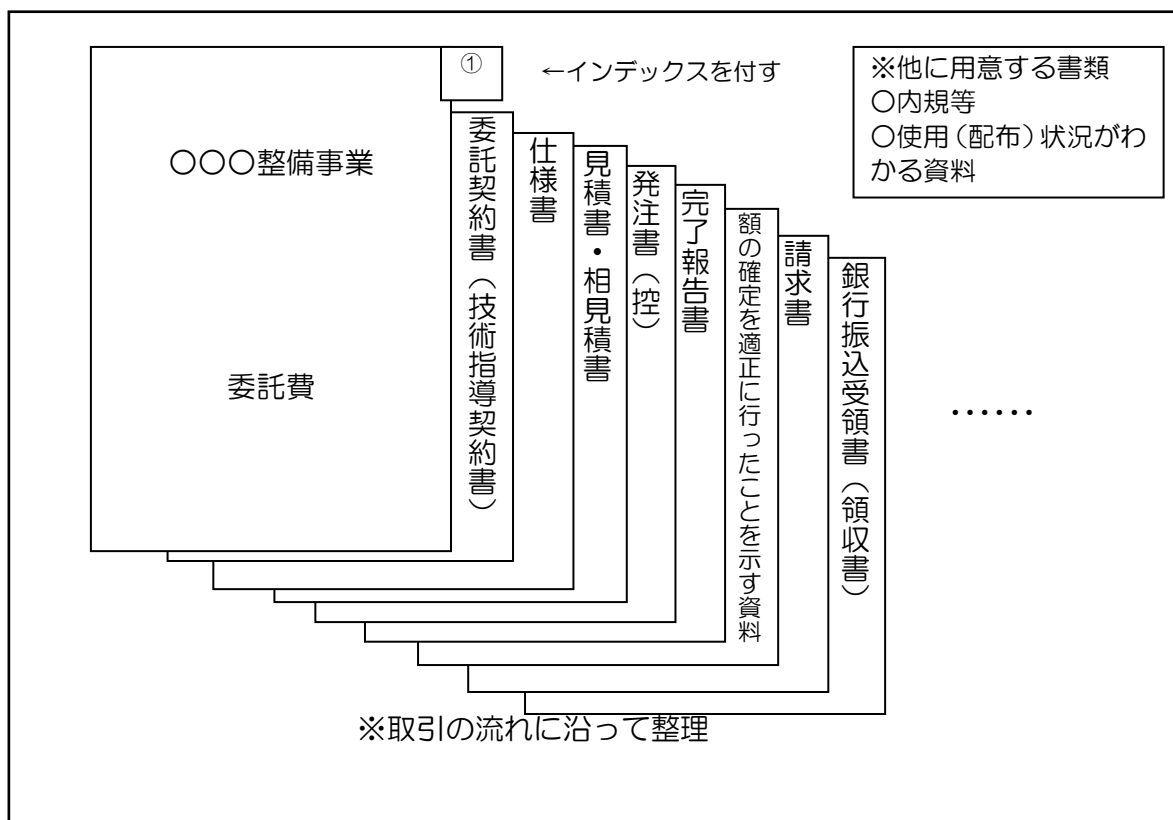 ①
←インデックスを付す
※他に用意する書類
〇内規等
〇使用（配布）状況がわ
かる資料
〇〇〇整備事業
委託費
委託契約書（技術指導契約書）
仕様書
見積書・相見積書
発注書（控）
完了報告書
額の確定を適正に行ったことを示す資料
請求書
銀行振込受領書（領収書）
……
※取引の流れに沿って整理